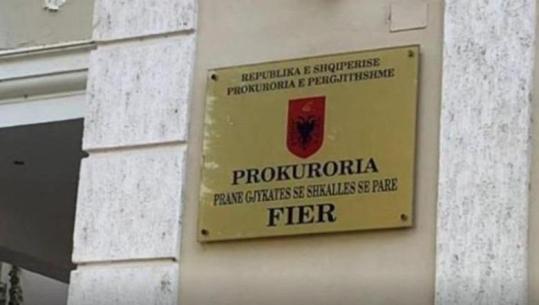 REPUBLIKA E SHQIPERISE
PROKURORIA E PERGJITHSHME
PROKURORIA
PRANE GJYKATES SE SHKALLES SE PARE
FIER